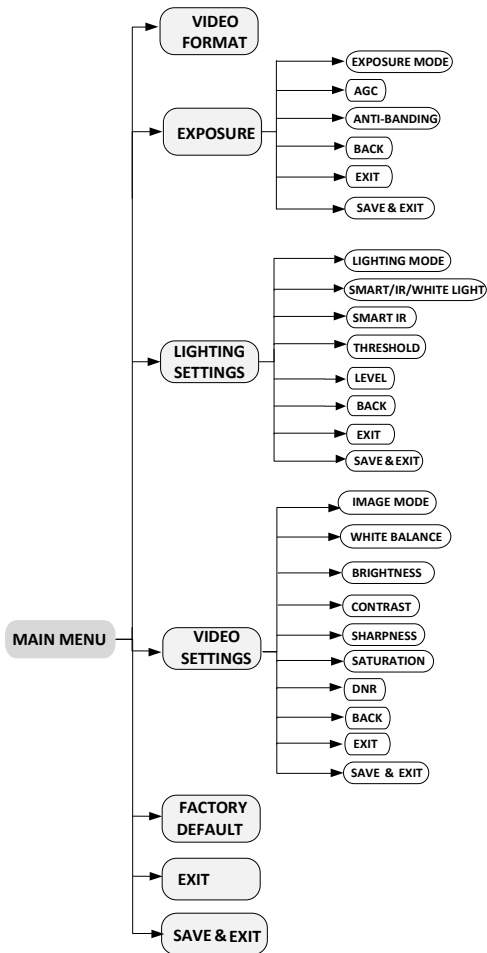 VIDEO
FORMAT
EXPOSURE MODE
AGC
ANTI-BANDING
EXPOSURE
BACK
EXIT
SAVE & EXIT
LIGHTING MODE
SMART/IR/WHITE LIGHT
SMART IR
THRESHOLD
LIGHTING
SETTINGS
LEVEL
BACK
EXIT
SAVE & EXIT
IMAGE MODE
WHITE BALANCE
BRIGHTNESS
CONTRAST
SHARPNESS
MAIN MENU
VIDEO
SETTINGS
SATURATION
DNR
BACK
EXIT
SAVE & EXIT
FACTORY
DEFAULT
EXIT
SAVE & EXIT